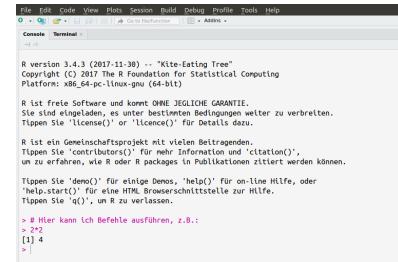 File Edit Code View Plots Session Build Debug Profile Tools Help
Go to file/function Addins
Console Terminal ×
R version 3.4.3 (2017-11-30) -- "Kite-Eating Tree"
Copyright (C) 2017 The R Foundation for Statistical Computing
Platform: x86_64-pc-linux-gnu (64-bit)
R ist freie Software und kommt OHNE JEGLICHE GARANTIE.
Sie sind eingeladen, es unter bestimmten Bedingungen weiter zu verbreiten.
Tippen Sie 'license()' or 'licence()' für Details dazu.
R ist ein Gemeinschaftsprojekt mit vielen Beitragenden.
Tippen Sie 'contributors()' für mehr Information und 'citation()',
um zu erfahren, wie R oder R packages in Publikationen zitiert werden können.
Tippen Sie 'demo()' für einige Demos, 'help()' für on-line Hilfe, oder
'help.start()' für eine HTML Browserschnittstelle zur Hilfe.
Tippen Sie 'q()', um R zu verlassen.
> # Hier kann ich Befehle ausführen, z.B.:
> 2*2
[1] 4
>